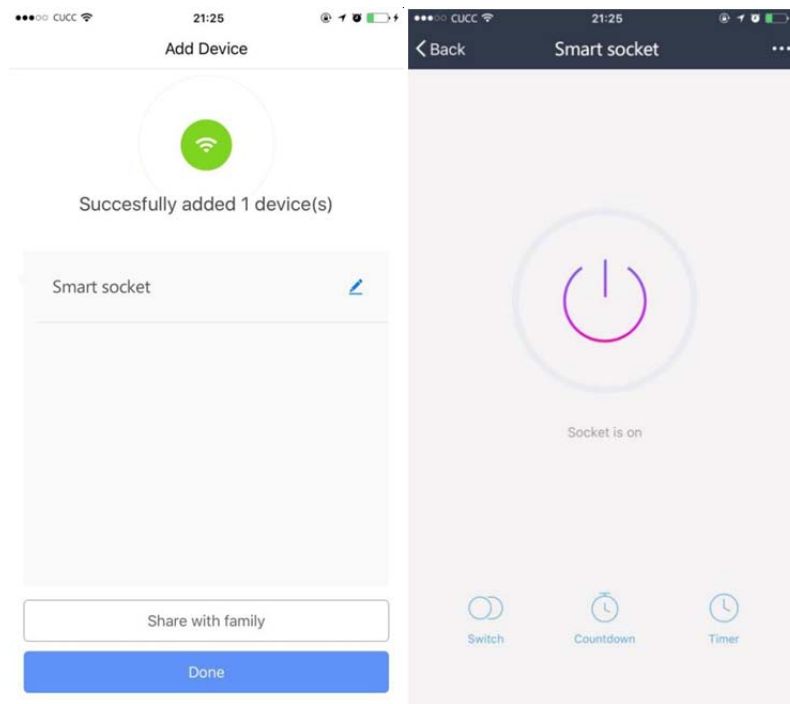 CUCC 21:25
Add Device
Succesfully added 1 device(s)
Smart socket
Share with family
Done
CUCC 21:25
Back Smart socket
Socket is on
Switch Countdown Timer